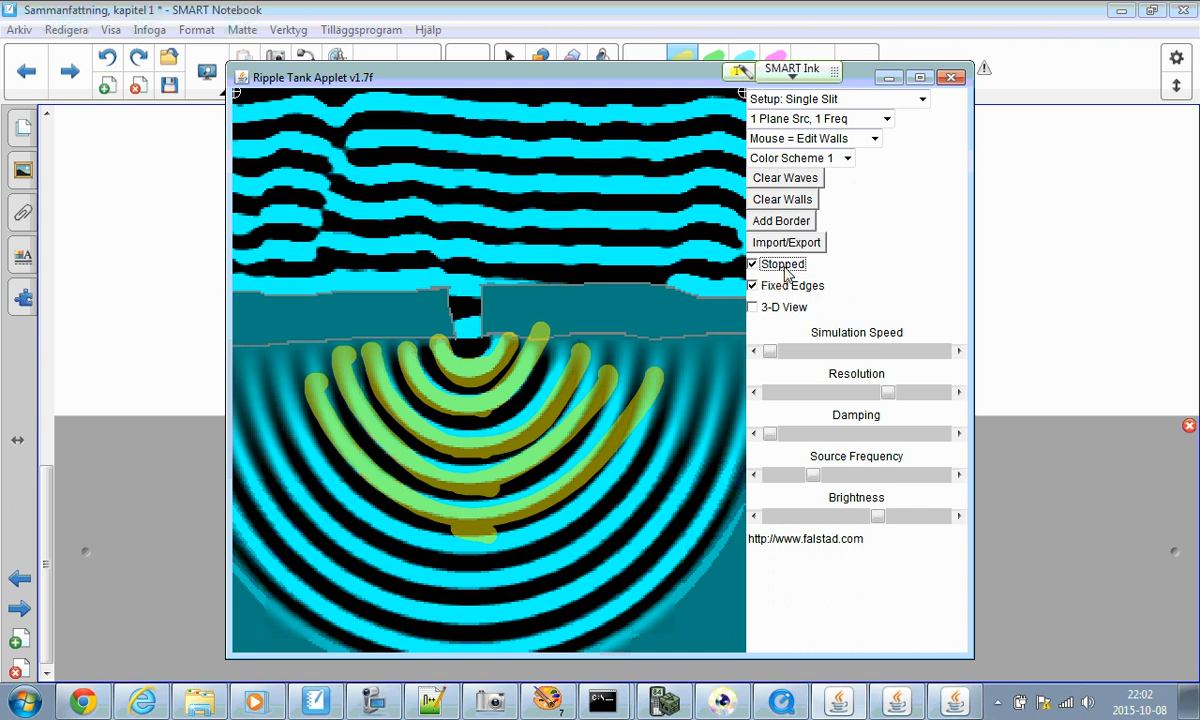 Sammanfattning, kapitel 1 * - SMART Notebook
Arkiv Redigera Visa Infoga Format Matte Verktyg Tilläggsprogram Hjälp
SMART Ink
Ripple Tank Applet v1.7f
Setup: Single Slit
1 Plane Src, 1 Freq
Mouse = Edit Walls
Color Scheme 1
Clear Waves
Clear Walls
Add Border
Import/Export
Stopped
Fixed Edges
3-D View
Simulation Speed
Resolution
Damping
Source Frequency
Brightness
http://www.falstad.com
22:02
2015-10-08